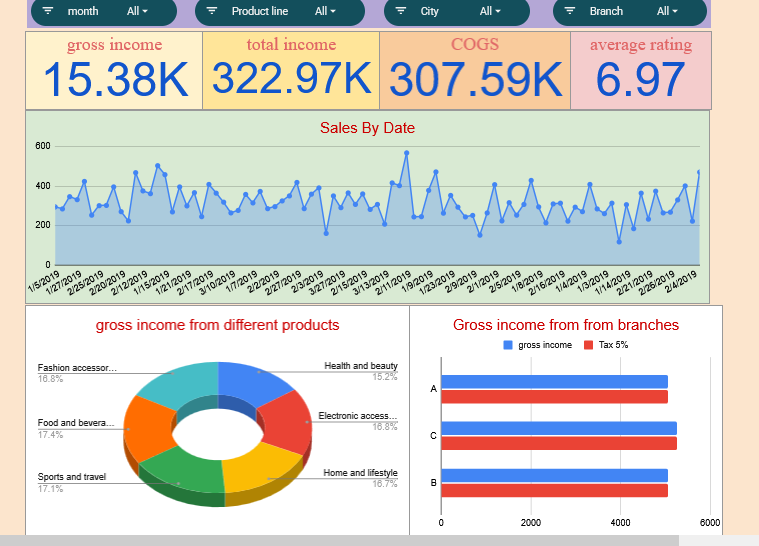 month All Product line All City All Branch All
gross income total income COGS average rating
15.38K 322.97K 307.59K 6.97
Sales By Date
600
400
200
0
1/5/2019 1/27/2019 2/25/2019 2/20/2019 2/12/2019 1/15/2019 1/21/2019 2/17/2019 3/10/2019 1/7/2019 2/22/2019 2/27/2019 2/3/2019 3/27/2019 2/15/2019 3/13/2019 2/11/2019 1/9/2019 1/23/2019 2/9/2019 2/1/2019 2/5/2019 1/8/2019 2/16/2019 1/4/2019 1/3/2019 1/14/2019 2/21/2019 2/26/2019 2/4/2019
gross income from different products
Fashion accessor...
16.8%
Health and beauty
15.2%
Food and bevera...
17.4%
Electronic access...
16.8%
Sports and travel
17.1%
Home and lifestyle
16.7%
Gross income from from branches
gross income Tax 5%
A
C
B
0 2000 4000 6000